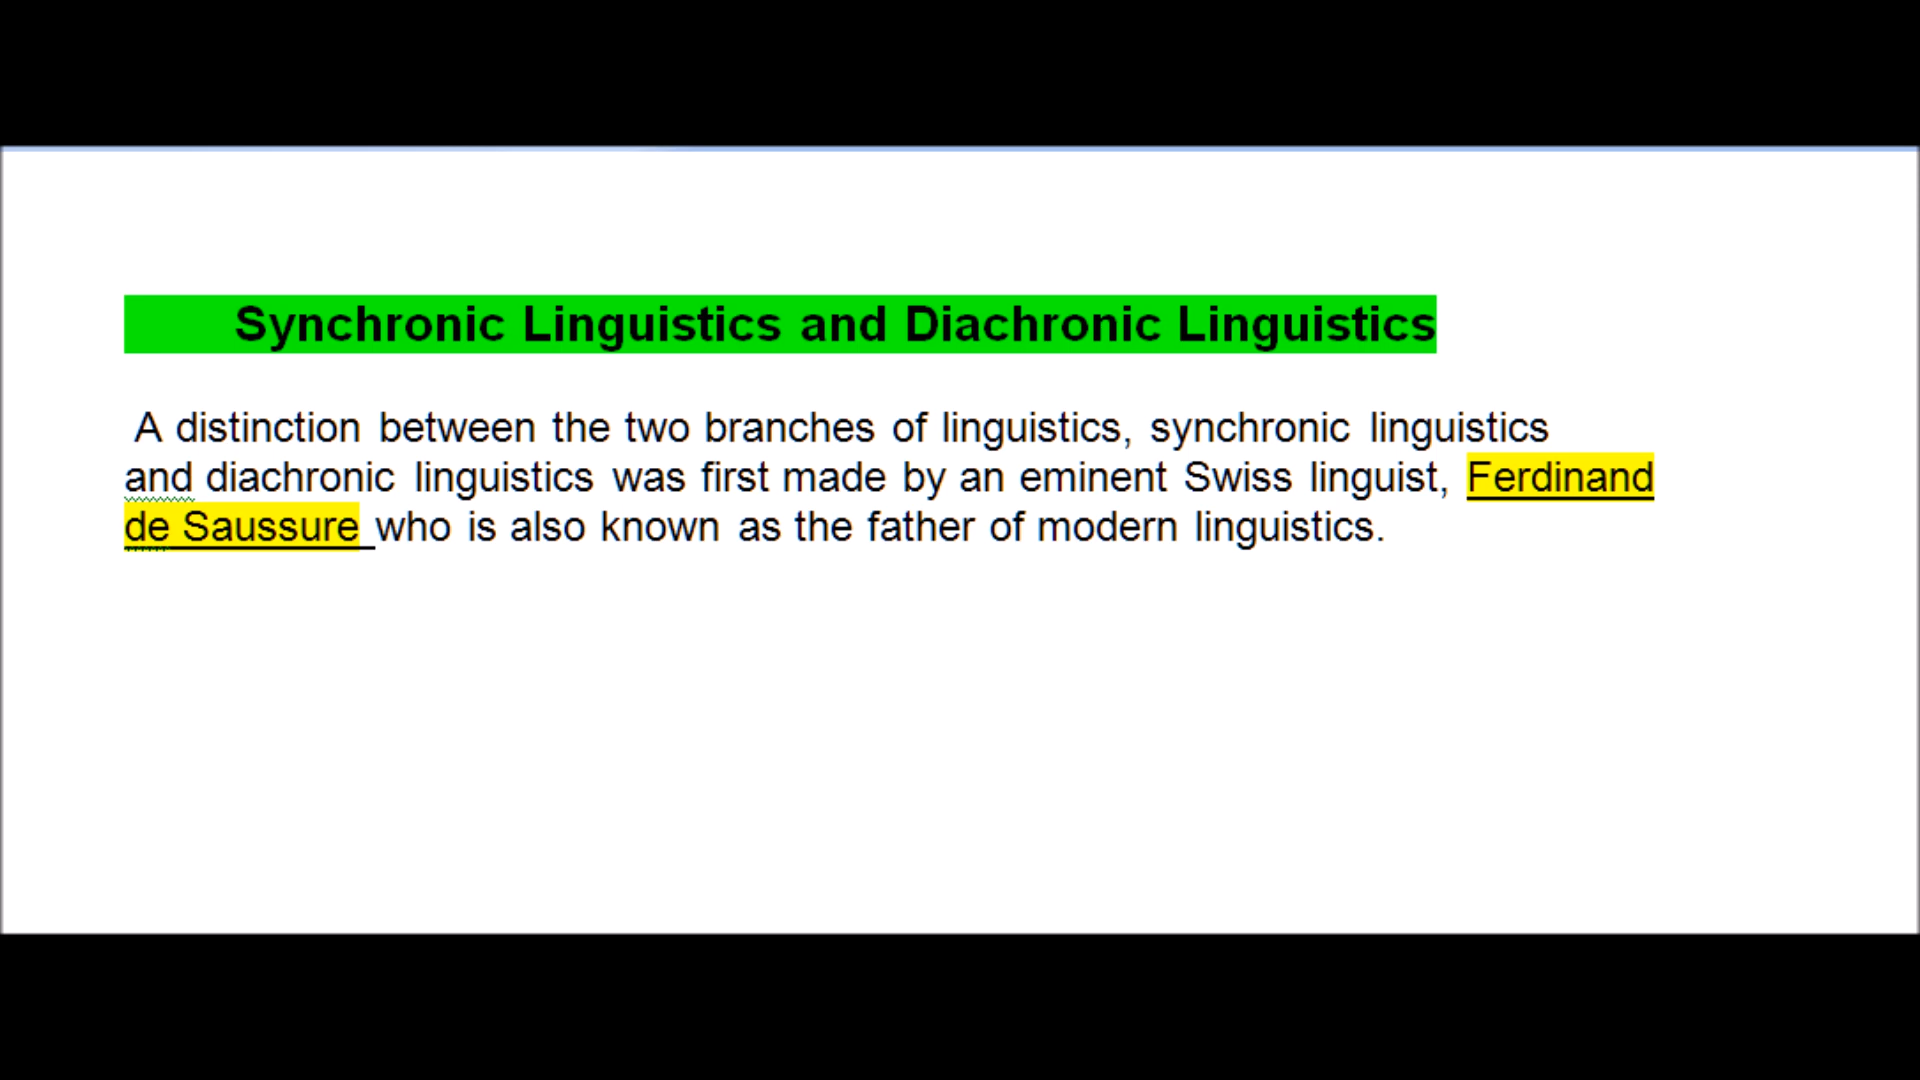 Synchronic Linguistics and Diachronic Linguistics
A distinction between the two branches of linguistics, synchronic linguistics
and diachronic linguistics was first made by an eminent Swiss linguist, Ferdinand
de Saussure who is also known as the father of modern linguistics.